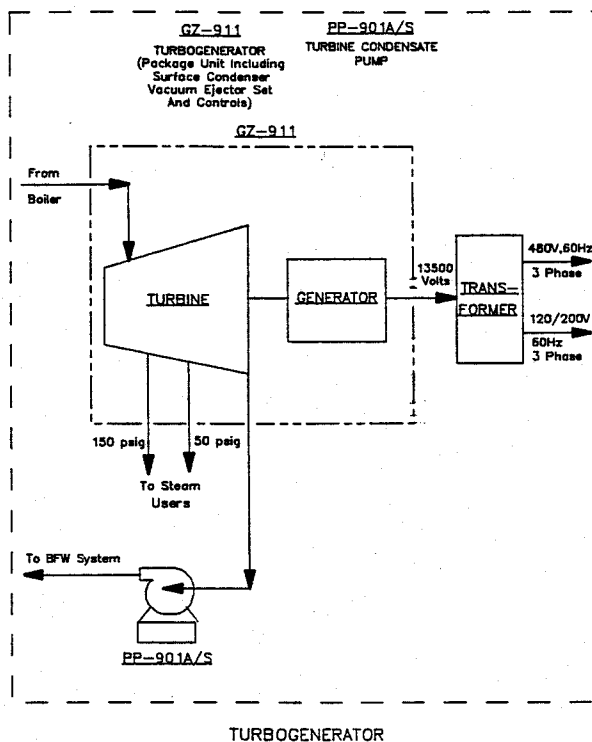 GZ-911
TURBOGENERATOR
(Package Unit Including
Surface Condenser
Vacuum Ejector Set
And Controls)
PP-901A/S
TURBINE CONDENSATE
PUMP
GZ-911
From
Boiler
TURBINE
GENERATOR
13500
Volts
TRANS-
FORMER
480V,60Hz
3 Phase
120/200V
60Hz
3 Phase
150 psig
50 psig
To Steam
Users
To BFW System
PP-901A/S
TURBOGENERATOR